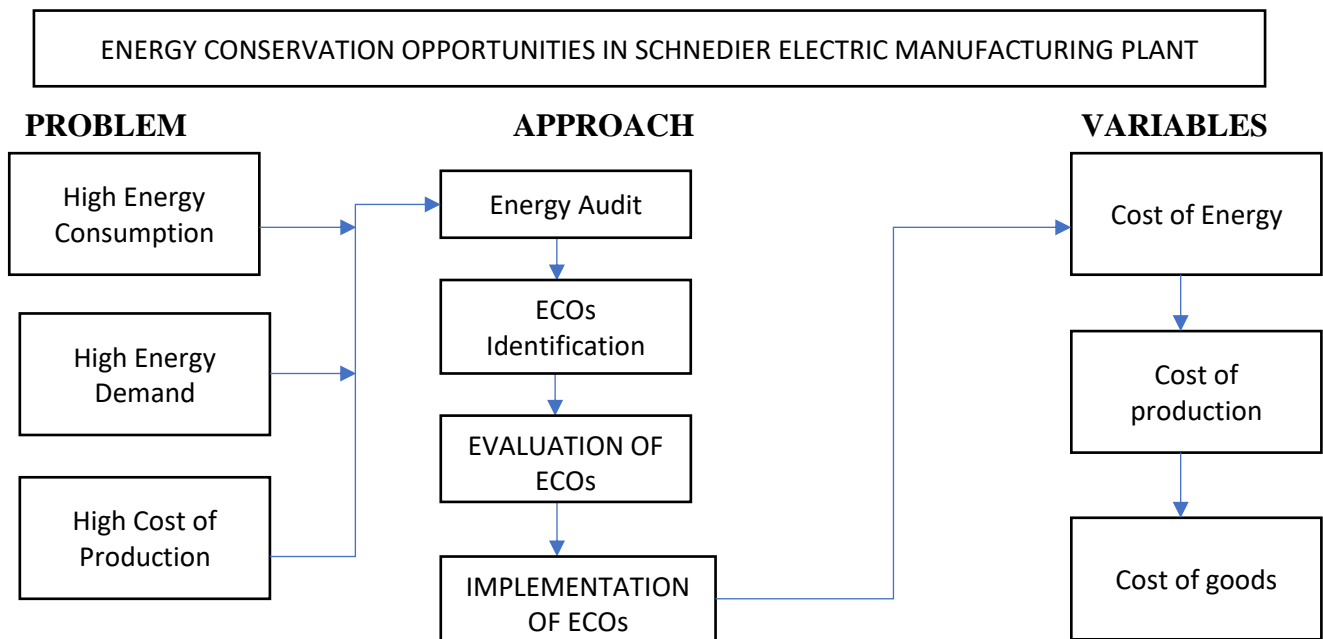 ENERGY CONSERVATION OPPORTUNITIES IN SCHNEDIER ELECTRIC MANUFACTURING PLANT
PROBLEM
APPROACH
VARIABLES
High Energy
Consumption
High Energy
Demand
High Cost of
Production
Energy Audit
ECOs
Identification
EVALUATION OF
ECOs
IMPLEMENTATION
OF ECOs
Cost of Energy
Cost of
production
Cost of goods